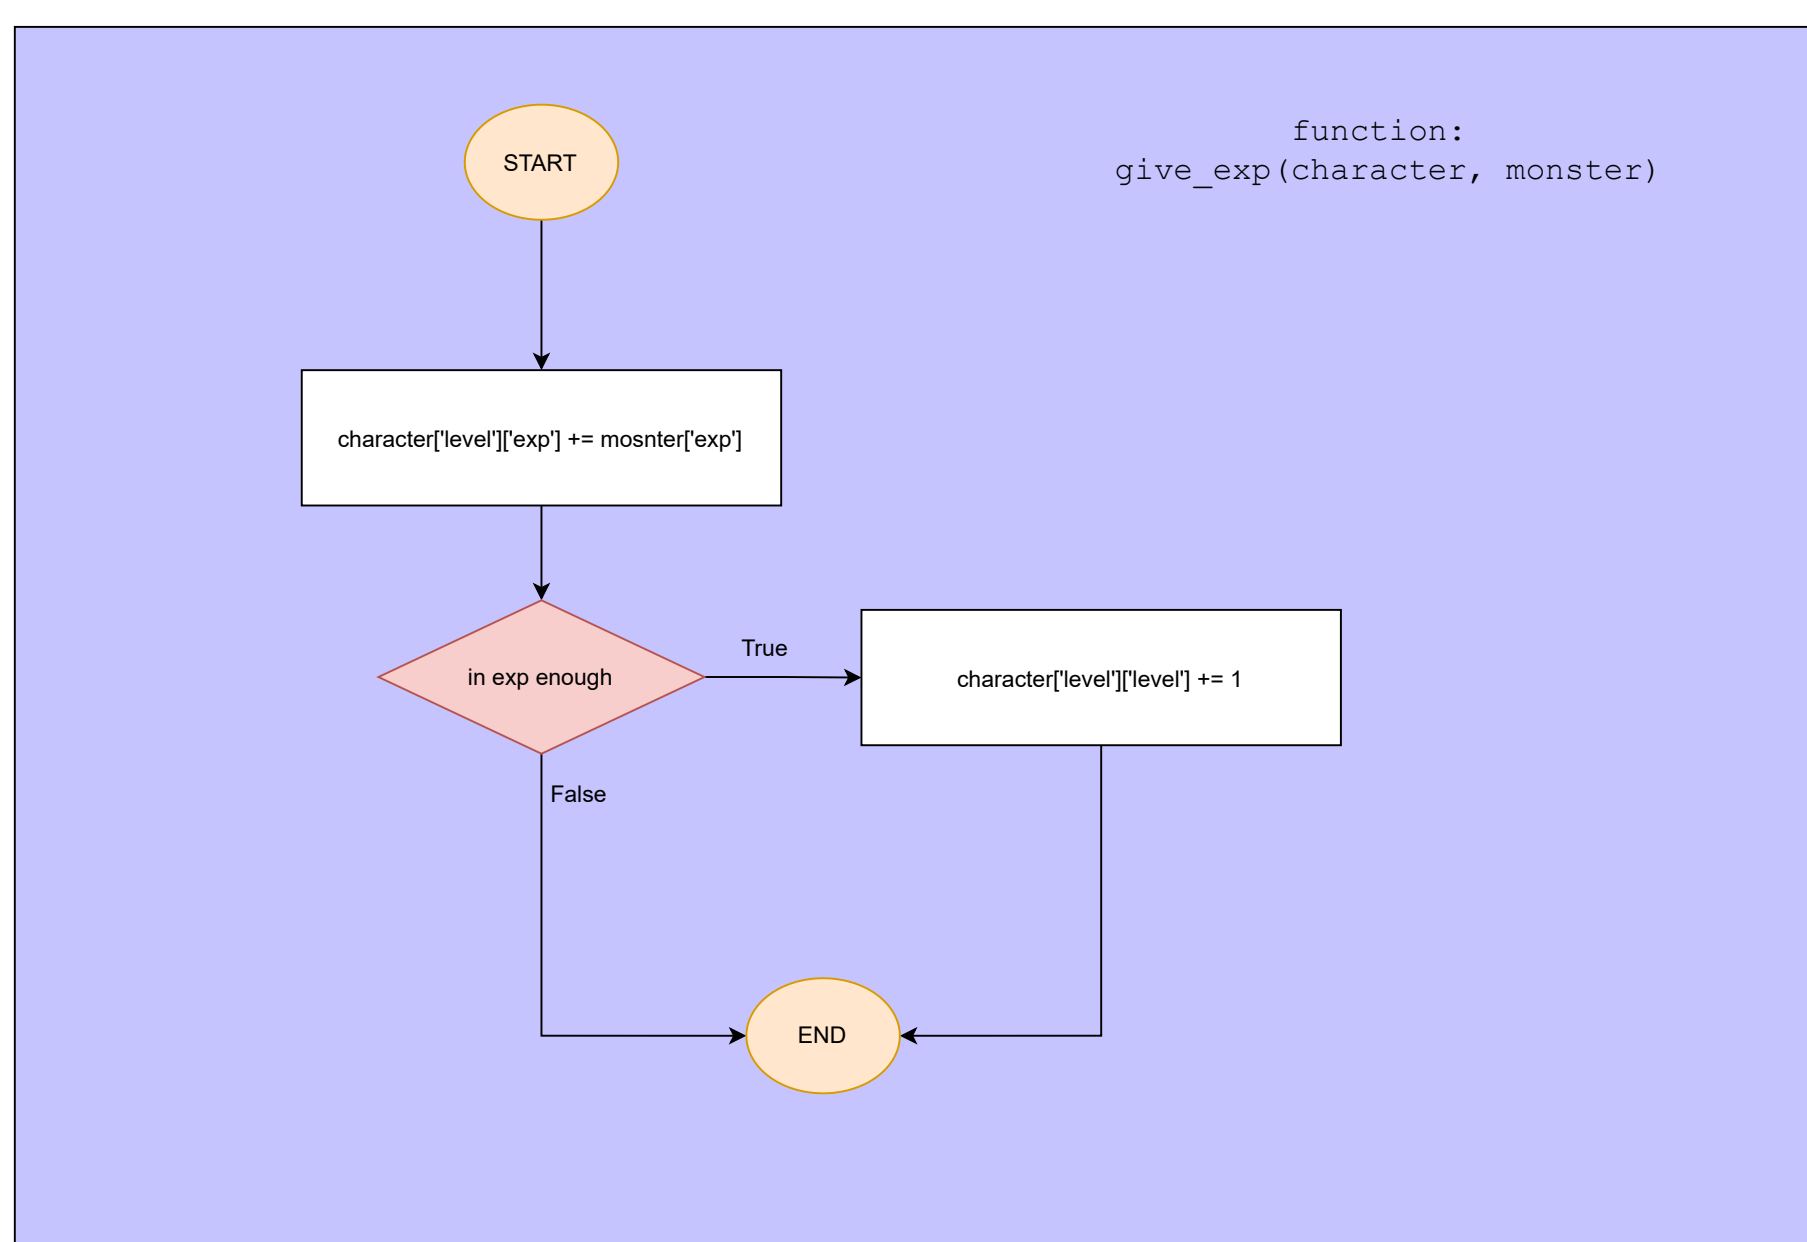 START
function:
give_exp(character, monster)
character['level']['exp'] += mosnter['exp']
in exp enough
True
character['level']['level'] += 1
False
END